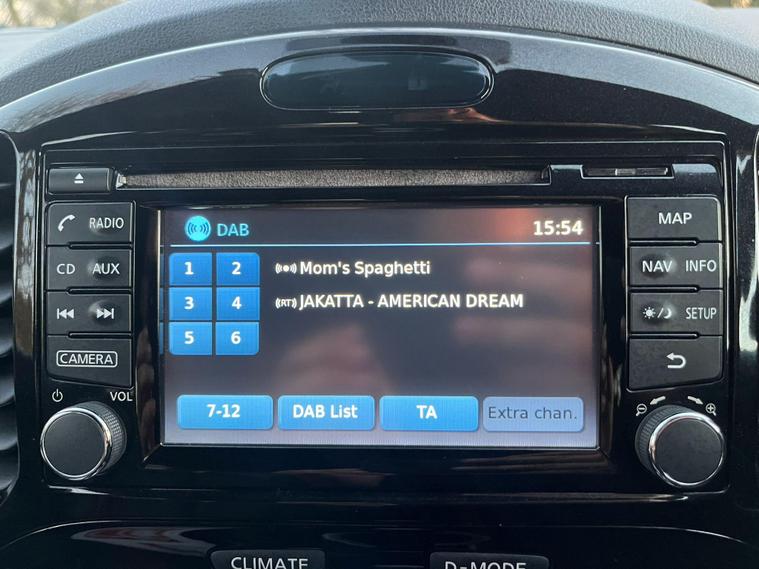 DAB 15:54
RADIO
MAP
1 2 Mom's Spaghetti
CD AUX
NAV INFO
3 4 (RT) JAKATTA - AMERICAN DREAM
SETUP
5 6
CAMERA
VOL
7-12 DAB List TA Extra chan.
CLIMATE D-MODE